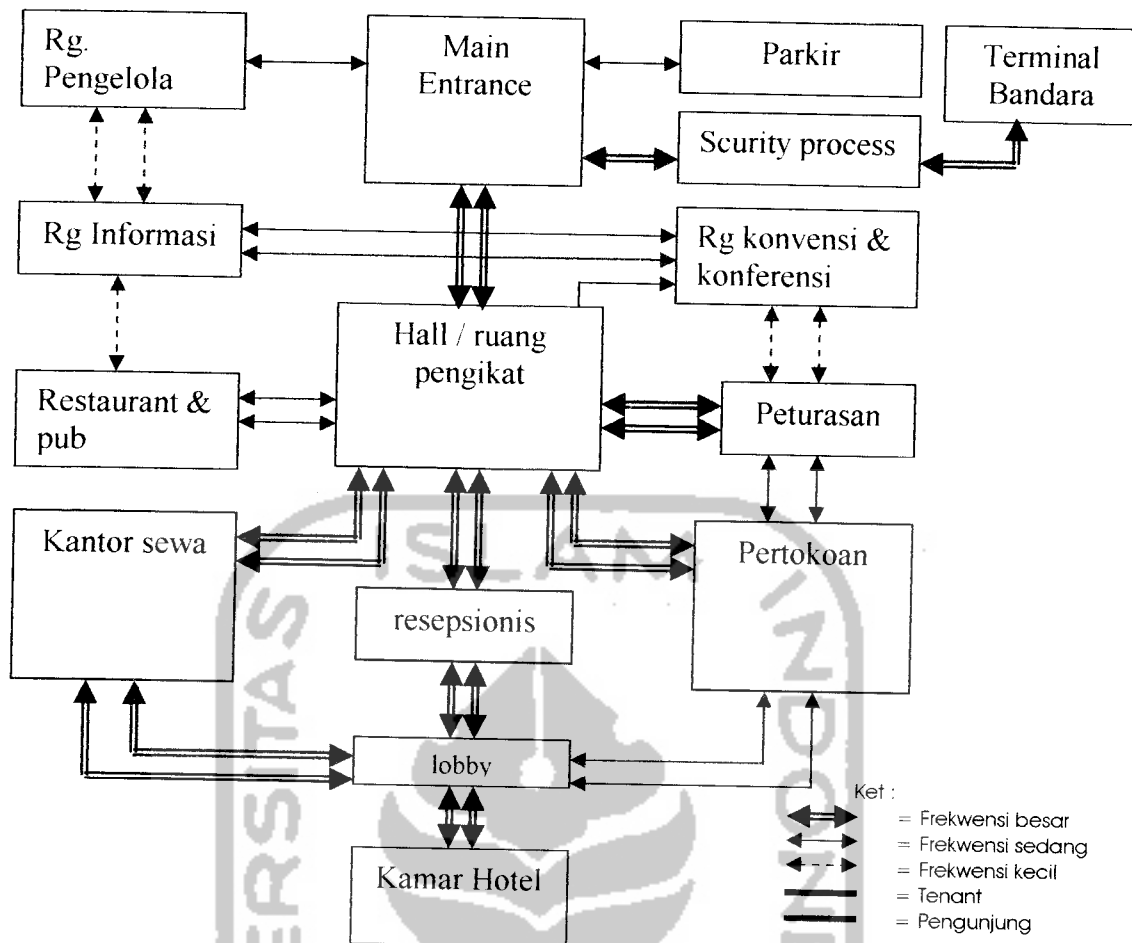 Rg.
Pengelola
Main
Entrance
Parkir
Terminal
Bandara
Scurity process
Rg Informasi
Rg konvensi &
konferensi
Hall / ruang
pengikat
Restaurant &
pub
Peturasan
Kantor sewa
Pertokoan
resepsionis
lobby
Kamar Hotel
Ket :
= Frekwensi besar
= Frekwensi sedang
= Frekwensi kecil
= Tenant
= Pengunjung
ISLAM